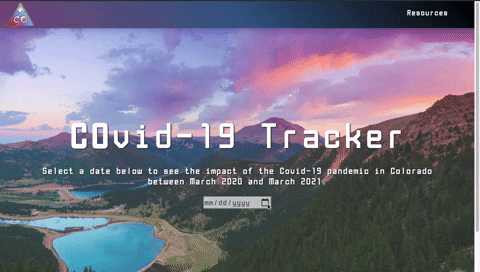 CO
Resources
COvid-19 Tracker
Select a date below to see the impact of the Covid-19 pandemic in Colorado
between March 2020 and March 2021
mm/dd/yyyy